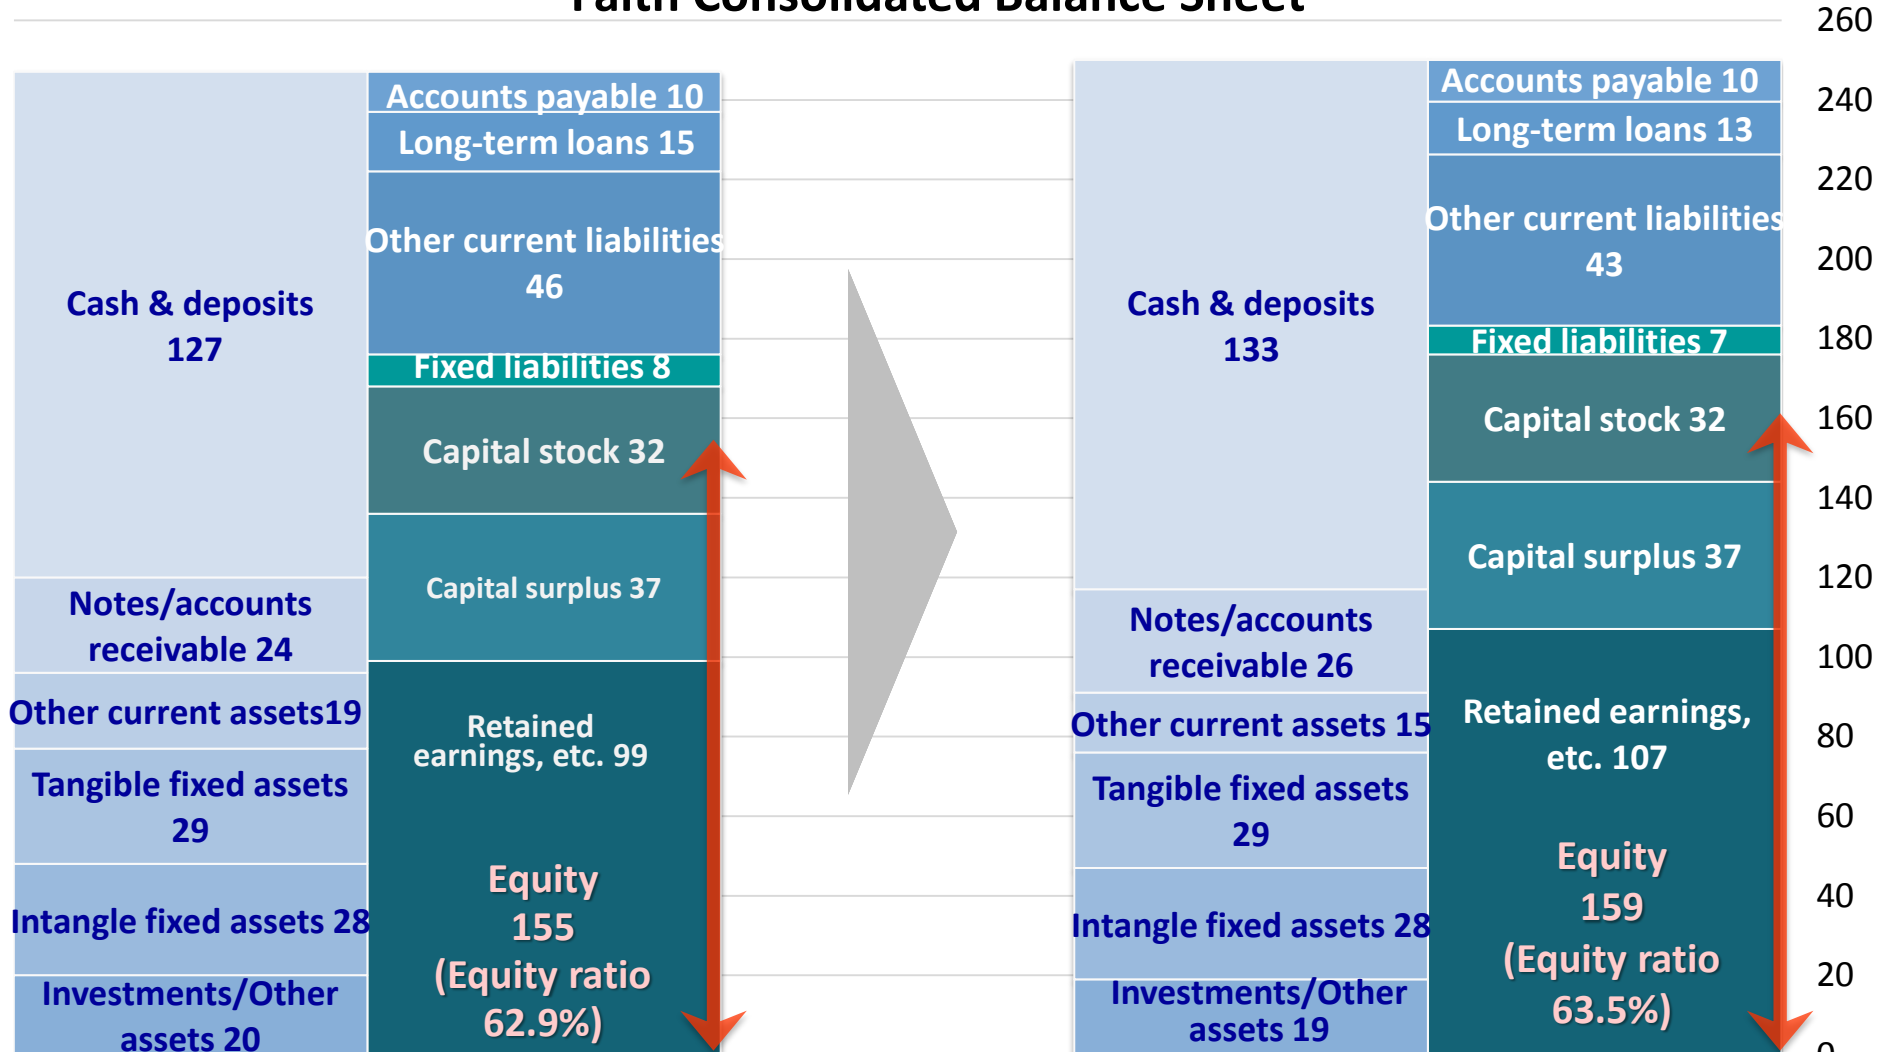 Faith Consolidated Balance Sheet
Cash & deposits
127
Notes/accounts
receivable 24
Other current assets19
Tangible fixed assets
29
Intangle fixed assets 28
Investments/Other
assets 20
Accounts payable 10
Long-term loans 15
Other current liabilities
46
Fixed liabilities 8
Capital stock 32
Capital surplus 37
Retained
earnings, etc. 99
Equity
155
(Equity ratio
62.9%)
Cash & deposits
133
Notes/accounts
receivable 26
Other current assets 15
Tangible fixed assets
29
Intangle fixed assets 28
Investments/Other
assets 19
Accounts payable 10
Long-term loans 13
Other current liabilities
43
Fixed liabilities 7
Capital stock 32
Capital surplus 37
Retained earnings,
etc. 107
Equity
159
(Equity ratio
63.5%)
260
240
220
200
180
160
140
120
100
80
60
40
20
0